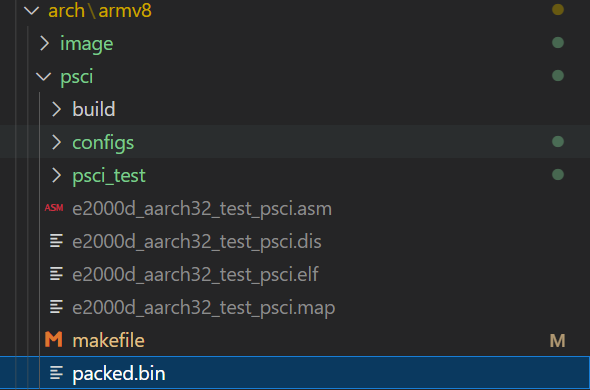 arch\armv8
image
psci
build
configs
psci_test
ASM e2000d_aarch32_test_psci.asm
e2000d_aarch32_test_psci.dis
e2000d_aarch32_test_psci.elf
e2000d_aarch32_test_psci.map
makefile M
packed.bin